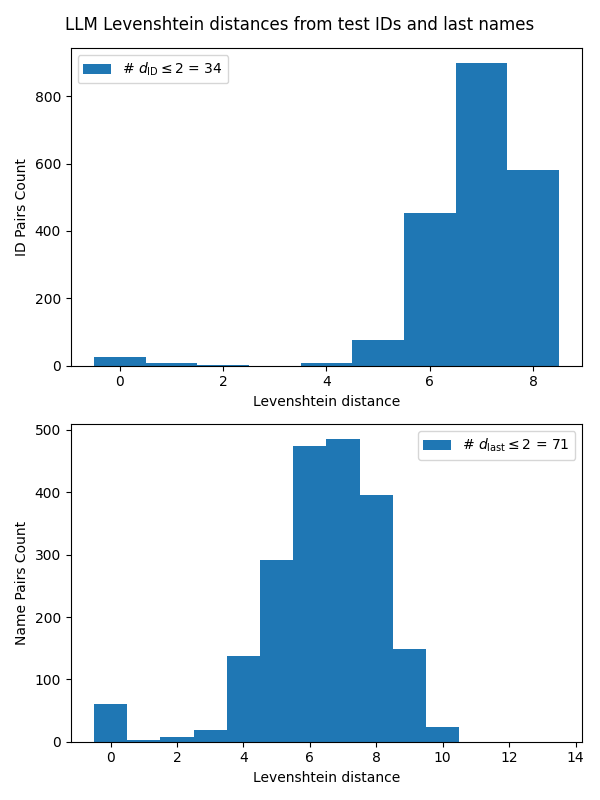 LLM Levenshtein distances from test IDs and last names
# d_ID ≤ 2 = 34
800
600
400
200
0
ID Pairs Count
0 2 4 6 8
Levenshtein distance
# d_last ≤ 2 = 71
500
400
300
200
100
0
Name Pairs Count
0 2 4 6 8 10 12 14
Levenshtein distance